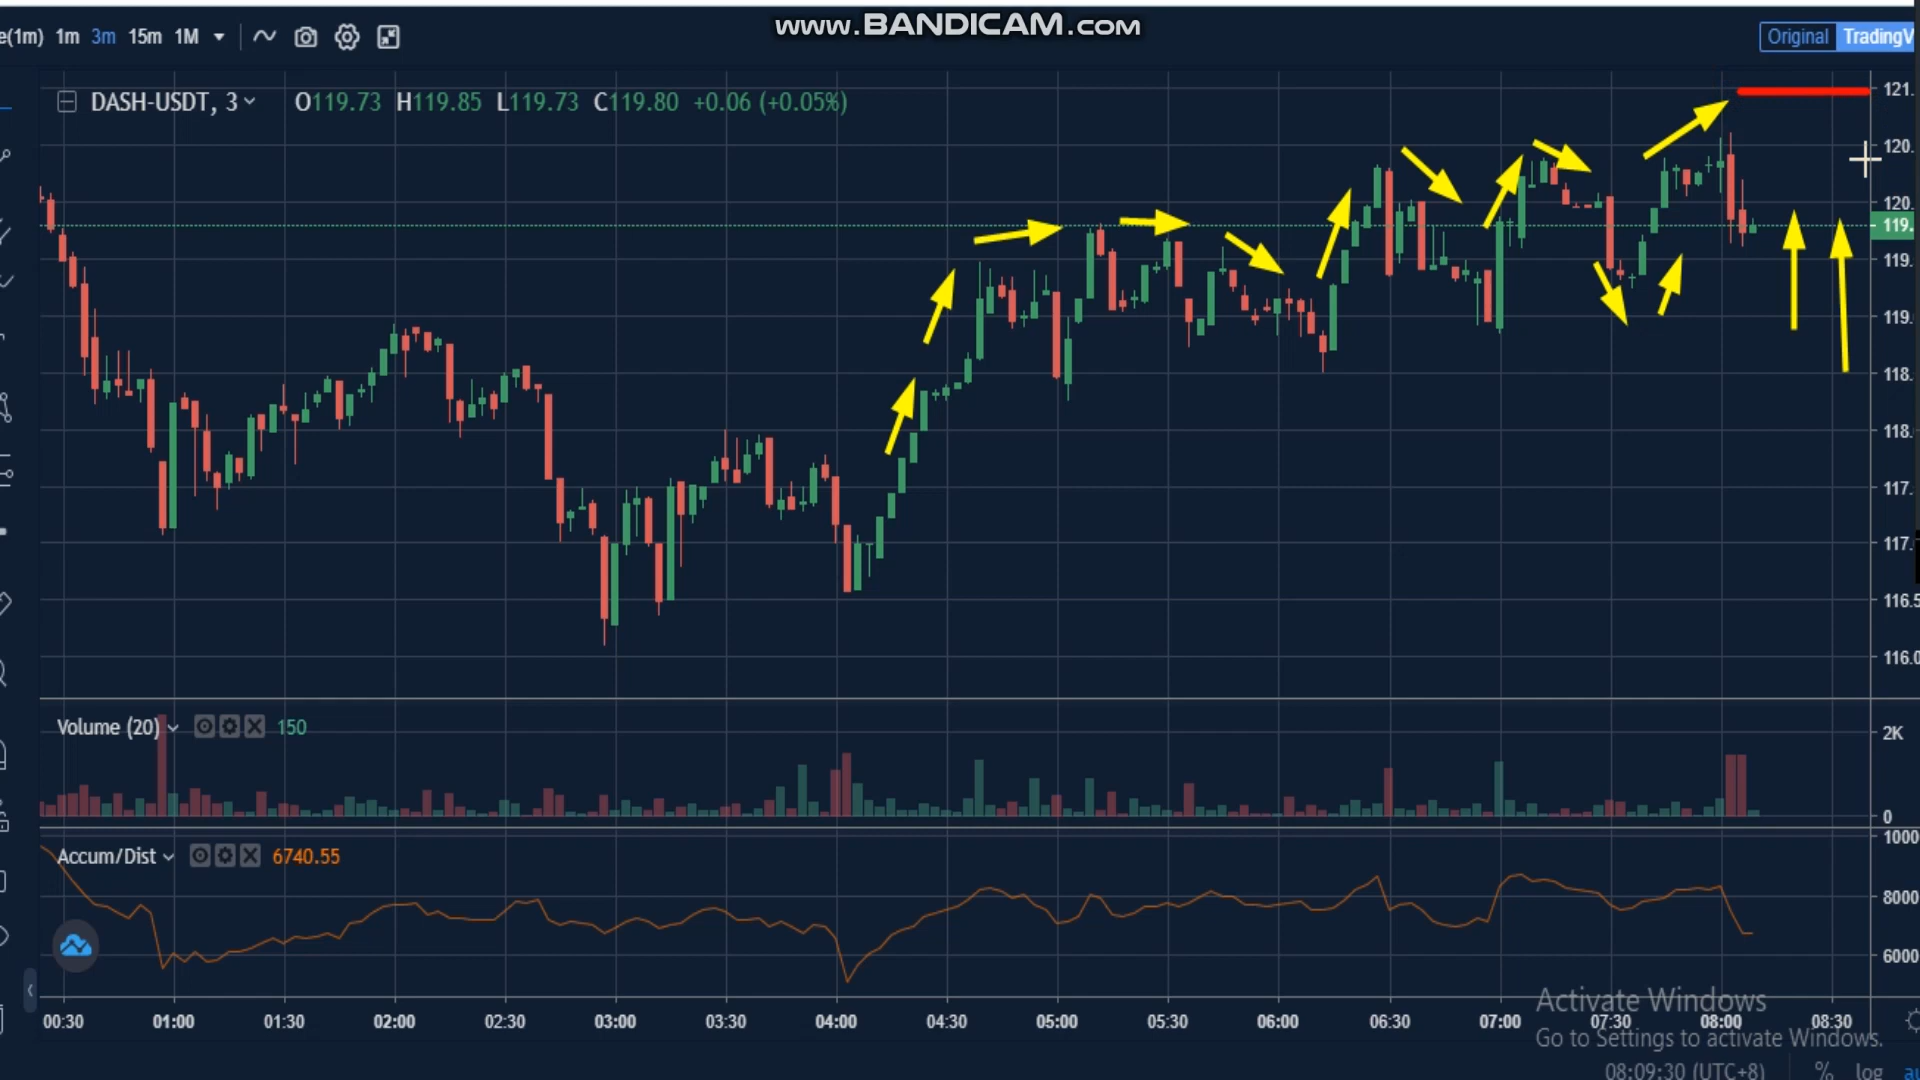 www.BANDICAM.com
e(1m) 1m 3m 15m 1M
Original TradingV
DASH-USDT, 3 O119.73 H119.85 L119.73 C119.80 +0.06 (+0.05%)
121.
120.
120.
119.
119.
119.
118.
118.
117.
117.
116.5
116.0
Volume (20) 150
2K
0
Accum/Dist 6740.55
1000
8000
6000
00:30 01:00 01:30 02:00 02:30 03:00 03:30 04:00 04:30 05:00 05:30 06:00 06:30 07:00 07:30 08:00 08:30
Activate Windows
Go to Settings to activate Windows.
08:09:30 (UTC+8) % log au